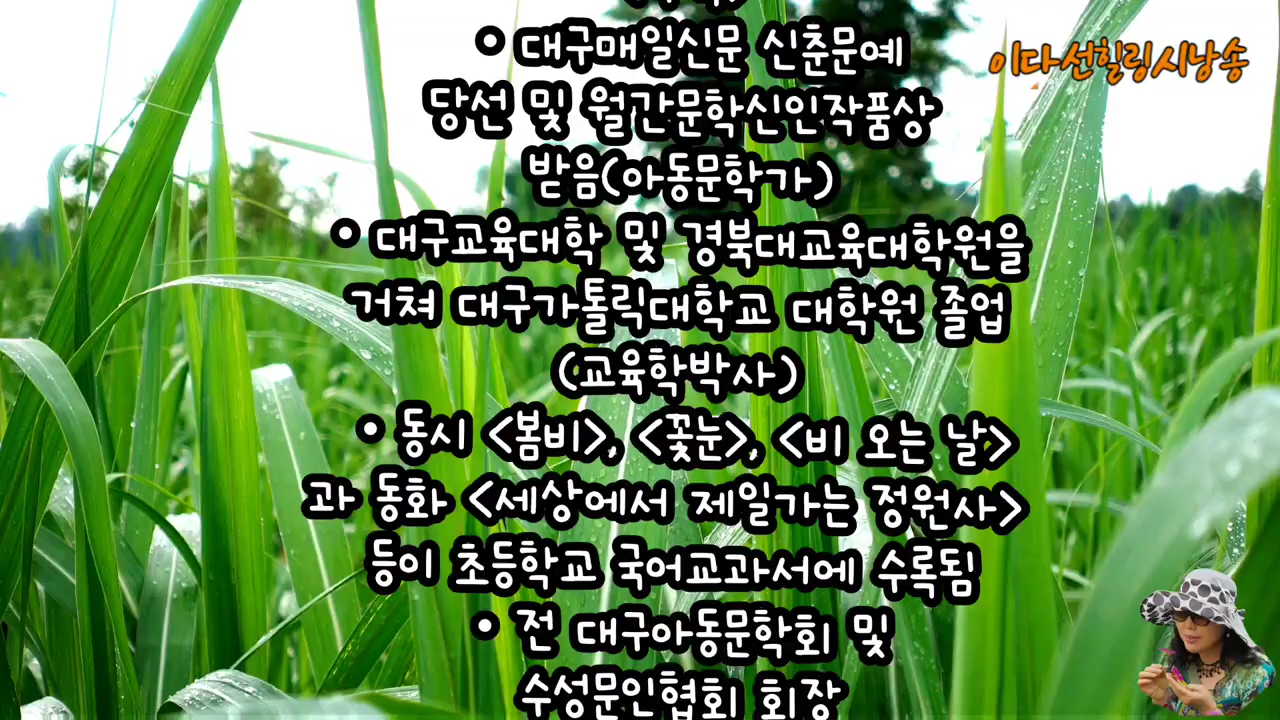 • 대구매일신문 신춘문예
이다선힐링시낭송
당선 및 월간문학신인작품상
받음(아동문학가)
• 대구교육대학 및 경북대교육대학원을
거쳐 대구가톨릭대학교 대학원 졸업
(교육학박사)
• 동시 <봄비>, <꽃눈>, <비 오는 날>
과 동화 <세상에서 제일가는 정원사>
등이 초등학교 국어교과서에 수록됨
• 전 대구아동문학회 및
수성문인협회 회장